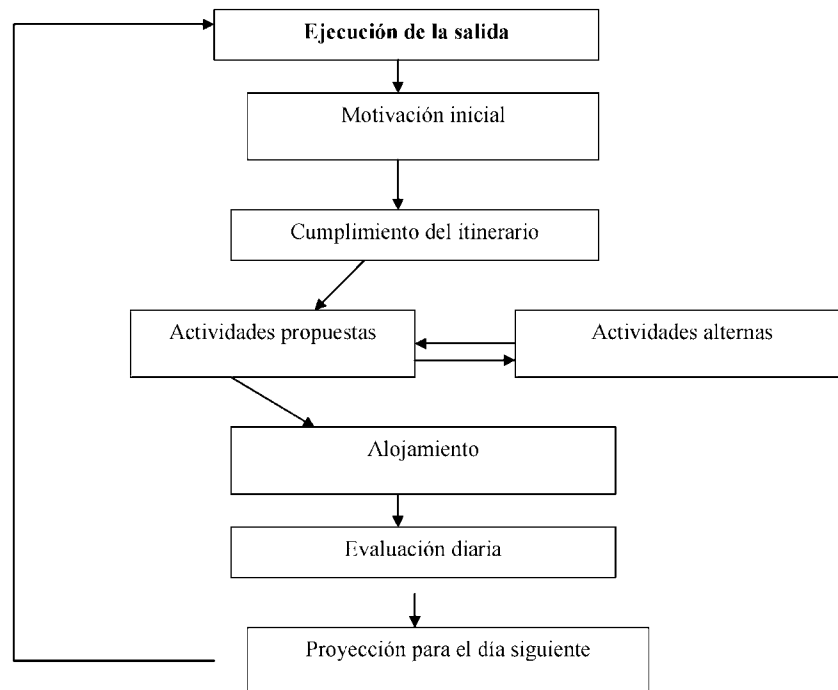 Ejecución de la salida
Motivación inicial
Cumplimiento del itinerario
Actividades propuestas
Actividades alternas
Alojamiento
Evaluación diaria
Proyección para el día siguiente